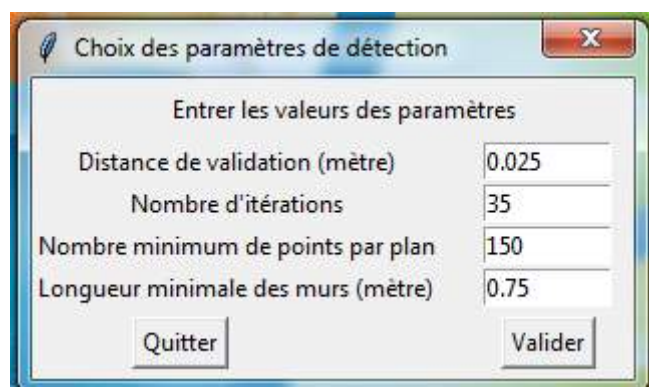 Choix des paramètres de détection
Entrer les valeurs des paramètres
Distance de validation (mètre) 0.025
Nombre d'itérations 35
Nombre minimum de points par plan 150
Longueur minimale des murs (mètre) 0.75
Quitter Valider